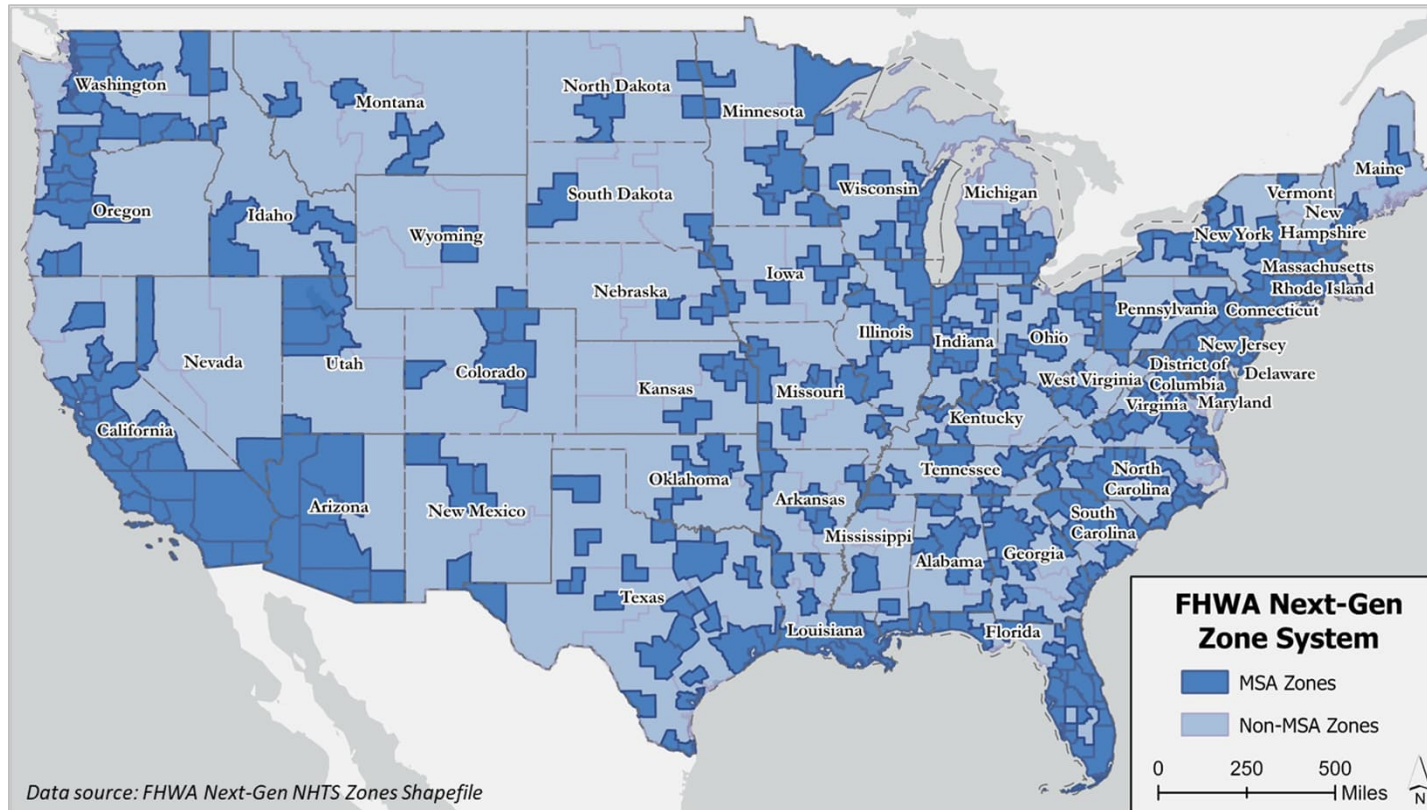 Washington
Montana
North Dakota
Minnesota
Maine
Oregon
Idaho
Wyoming
South Dakota
Wisconsin
Michigan
Vermont
New
Hampshire
New York
Massachusetts
Rhode Island
Connecticut
Nevada
Utah
Colorado
Nebraska
Iowa
Illinois
Indiana
Ohio
Pennsylvania
New Jersey
California
Kansas
Missouri
Kentucky
West Virginia
District of
Columbia
Delaware
Maryland
Virginia
Arizona
New Mexico
Oklahoma
Arkansas
Tennessee
North
Carolina
South
Carolina
Mississippi
Alabama
Georgia
Texas
Louisiana
Florida
FHWA Next-Gen
Zone System
MSA Zones
Non-MSA Zones
0 250 500
Miles
N
Data source: FHWA Next-Gen NHTS Zones Shapefile